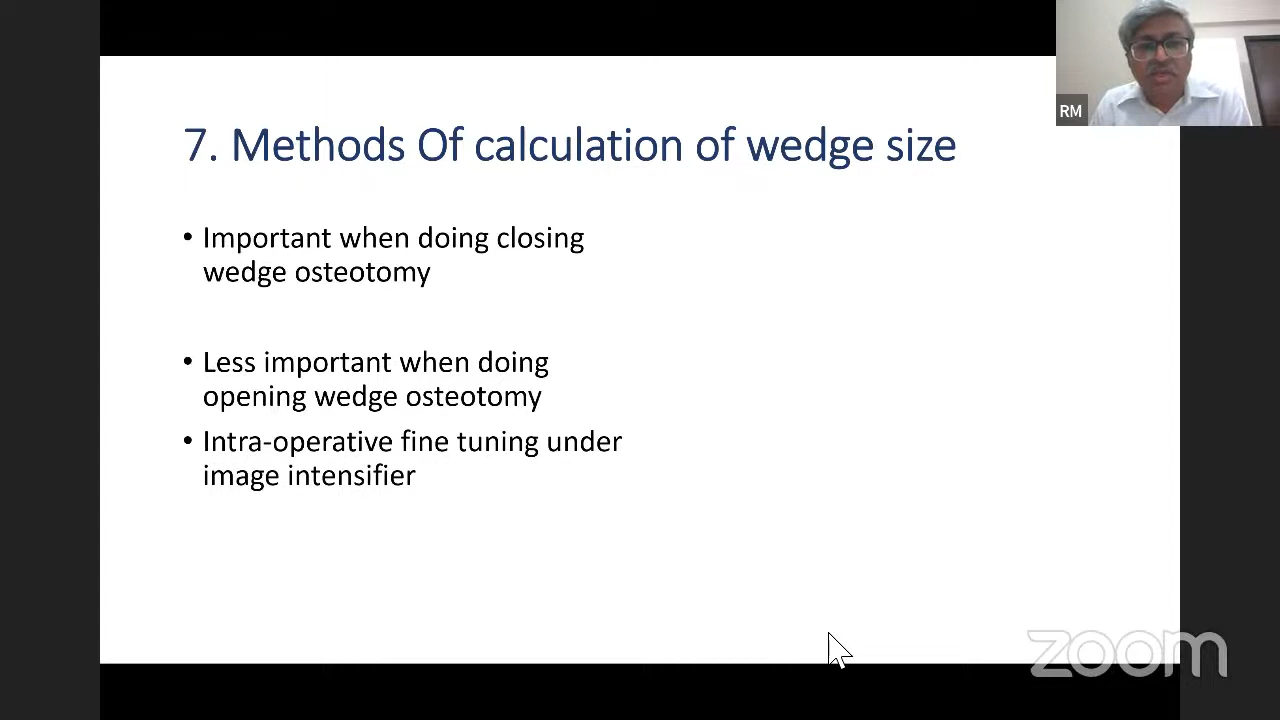 RM
7. Methods Of calculation of wedge size
• Important when doing closing
wedge osteotomy
• Less important when doing
opening wedge osteotomy
• Intra-operative fine tuning under
image intensifier
zoom